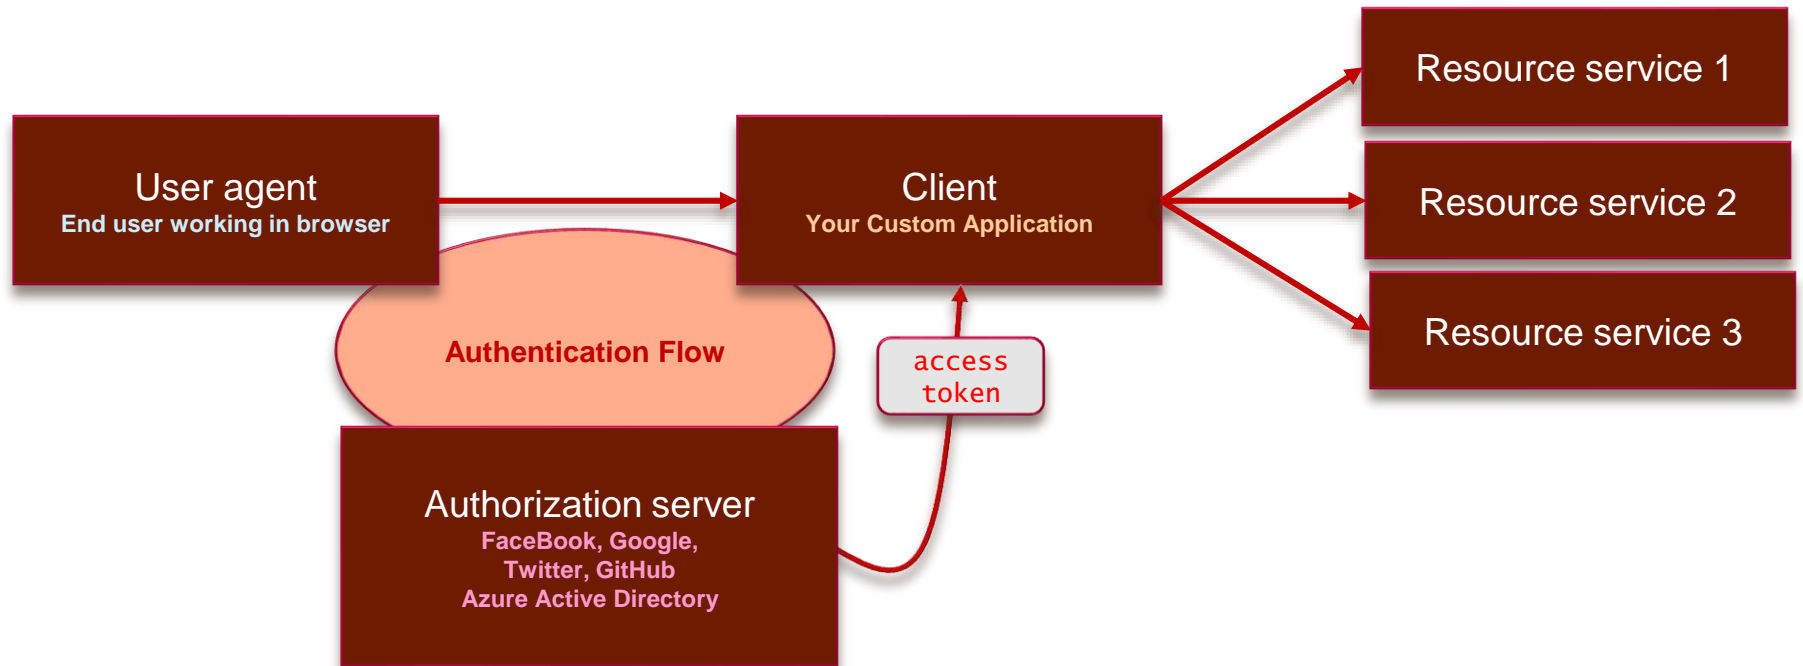 User agent
End user working in browser
Client
Your Custom Application
Resource service 1
Resource service 2
Resource service 3
Authentication Flow
access
token
Authorization server
FaceBook, Google,
Twitter, GitHub
Azure Active Directory